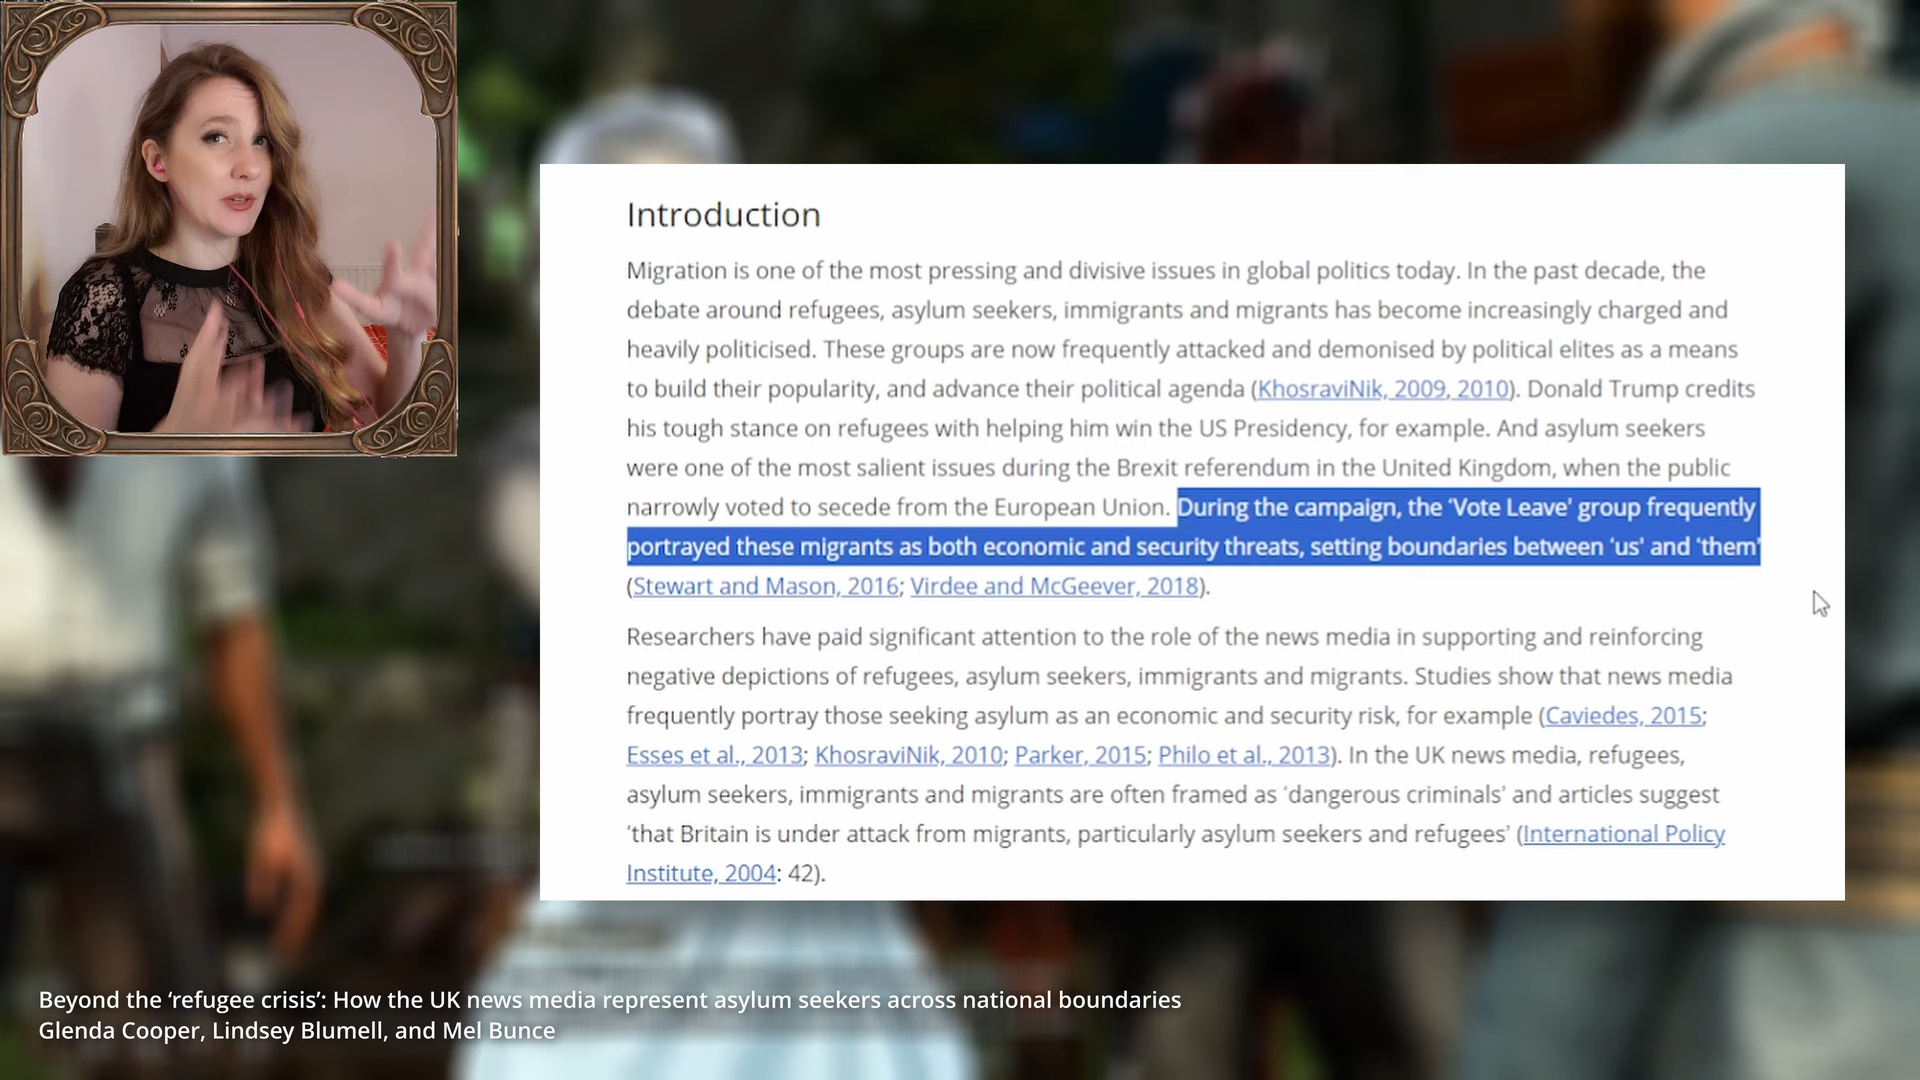 Introduction
Migration is one of the most pressing and divisive issues in global politics today. In the past decade, the
debate around refugees, asylum seekers, immigrants and migrants has become increasingly charged and
heavily politicised. These groups are now frequently attacked and demonised by political elites as a means
to build their popularity, and advance their political agenda (KhosraviNik, 2009, 2010). Donald Trump credits
his tough stance on refugees with helping him win the US Presidency, for example. And asylum seekers
were one of the most salient issues during the Brexit referendum in the United Kingdom, when the public
narrowly voted to secede from the European Union. During the campaign, the ‘Vote Leave’ group frequently
portrayed these migrants as both economic and security threats, setting boundaries between ‘us’ and ‘them’
(Stewart and Mason, 2016; Virdee and McGeever, 2018).
Researchers have paid significant attention to the role of the news media in supporting and reinforcing
negative depictions of refugees, asylum seekers, immigrants and migrants. Studies show that news media
frequently portray those seeking asylum as an economic and security risk, for example (Caviedes, 2015;
Esses et al., 2013; KhosraviNik, 2010; Parker, 2015; Philo et al., 2013). In the UK news media, refugees,
asylum seekers, immigrants and migrants are often framed as ‘dangerous criminals’ and articles suggest
‘that Britain is under attack from migrants, particularly asylum seekers and refugees’ (International Policy
Institute, 2004: 42).
Beyond the ‘refugee crisis’: How the UK news media represent asylum seekers across national boundaries
Glenda Cooper, Lindsey Blumell, and Mel Bunce